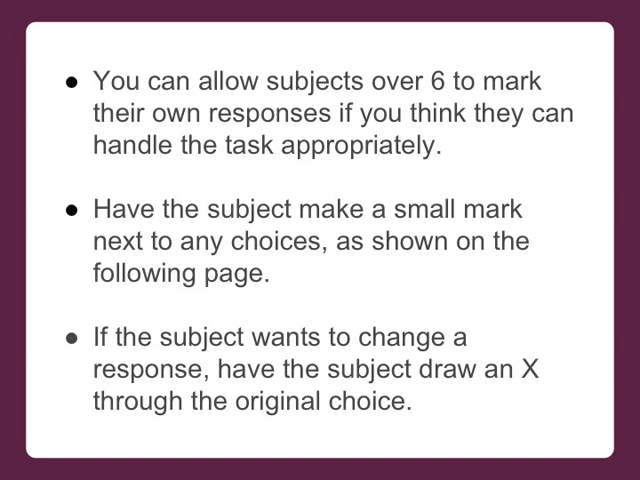 ● You can allow subjects over 6 to mark
their own responses if you think they can
handle the task appropriately.
● Have the subject make a small mark
next to any choices, as shown on the
following page.
● If the subject wants to change a
response, have the subject draw an X
through the original choice.